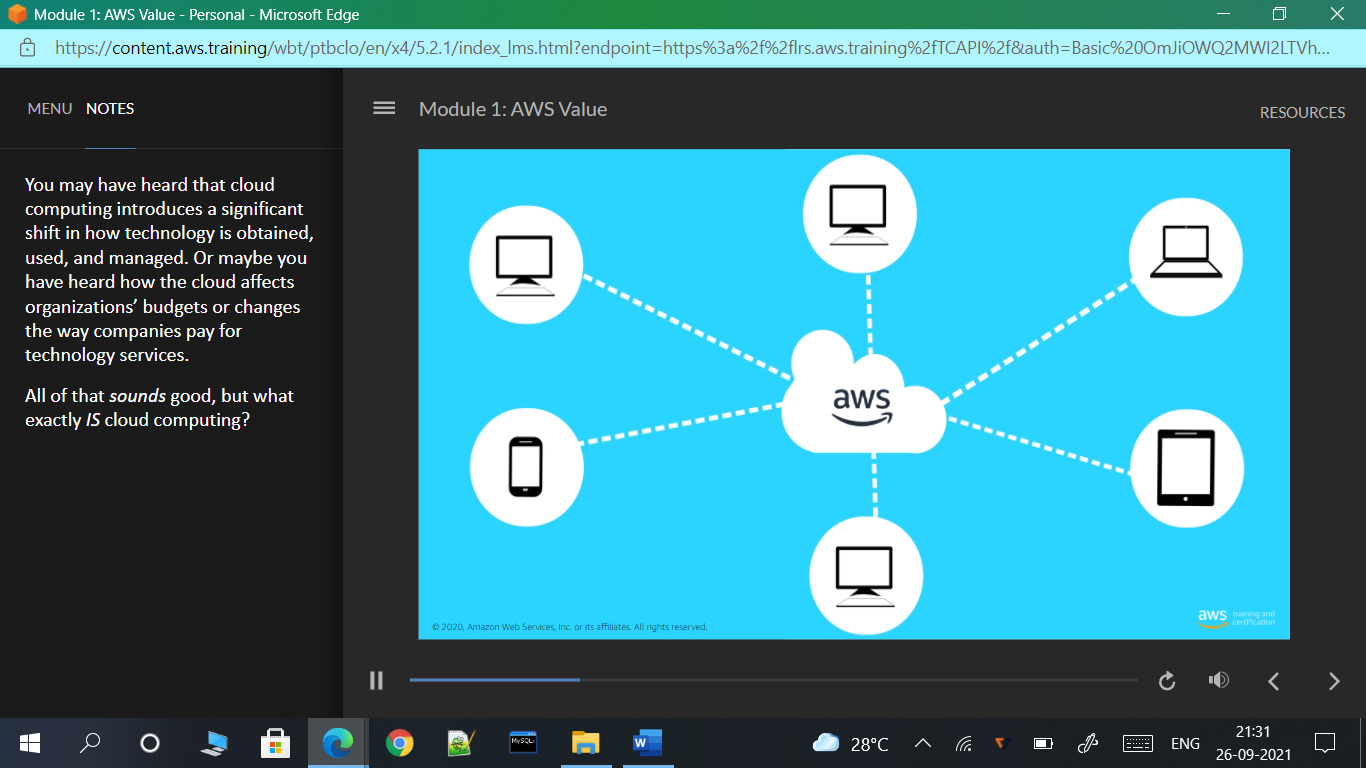 Module 1: AWS Value - Personal - Microsoft Edge
https://content.aws.training/wbt/ptbclo/en/x4/5.2.1/index_lms.html?endpoint=https%3a%2f%2flrs.aws.training%2fTCAPI%2f&auth=Basic%20OmJiOWQ2MWI2LTVh...
MENU NOTES
Module 1: AWS Value
RESOURCES
You may have heard that cloud
computing introduces a significant
shift in how technology is obtained,
used, and managed. Or maybe you
have heard how the cloud affects
organizations’ budgets or changes
the way companies pay for
technology services.
All of that sounds good, but what
exactly IS cloud computing?
aws
© 2020, Amazon Web Services, Inc. or its affiliates. All rights reserved.
aws training and
certification
MySQL
W
28°C
ENG
21:31
26-09-2021